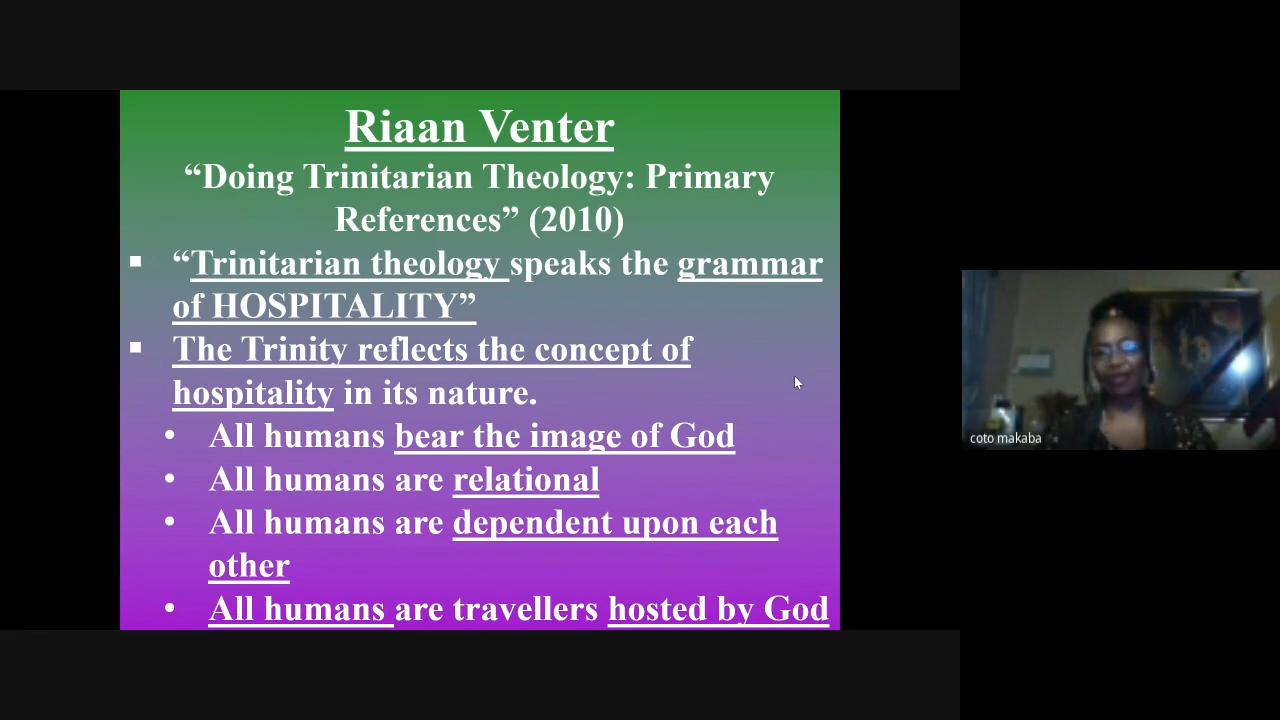 Riaan Venter
“Doing Trinitarian Theology: Primary
References” (2010)
▪ “Trinitarian theology speaks the grammar
of HOSPITALITY”
▪ The Trinity reflects the concept of
hospitality in its nature.
• All humans bear the image of God
• All humans are relational
• All humans are dependent upon each
other
• All humans are travellers hosted by God
coto makaba